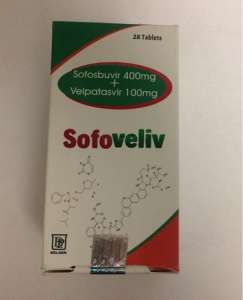 28 Tablets
Sofosbuvir 400mg
+
Velpatasvir 100mg
Sofoveliv